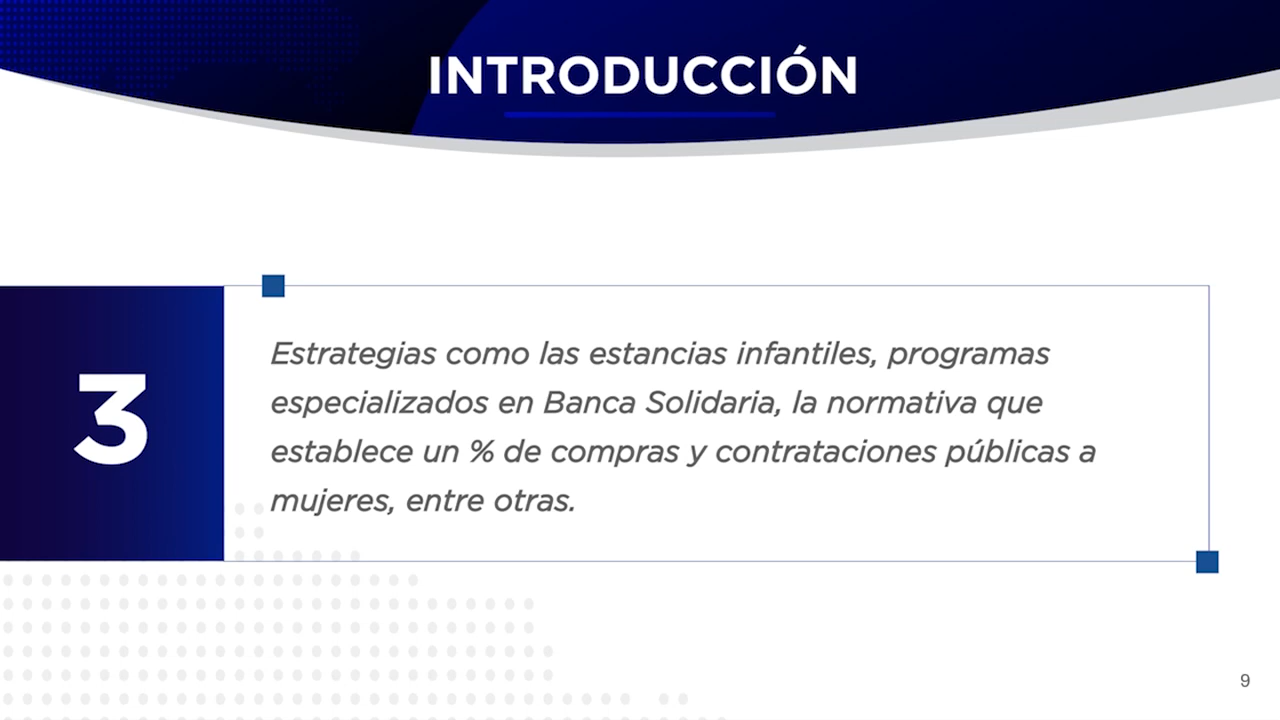 INTRODUCCIÓN
3
Estrategias como las estancias infantiles, programas
especializados en Banca Solidaria, la normativa que
establece un % de compras y contrataciones públicas a
mujeres, entre otras.
9